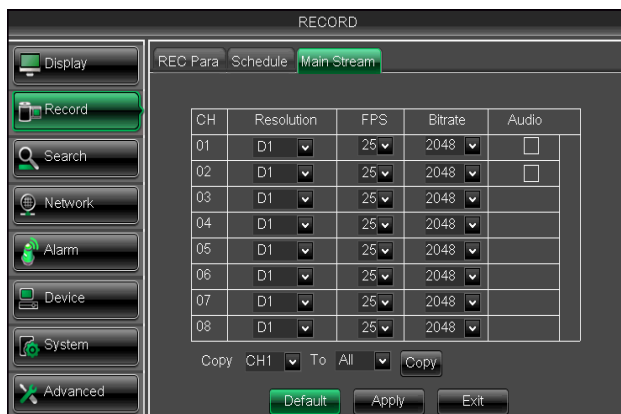 RECORD
Display
Record
Search
Network
Alarm
Device
System
Advanced
REC Para Schedule Main Stream
CH Resolution FPS Bitrate Audio
01 D1 25 2048
02 D1 25 2048
03 D1 25 2048
04 D1 25 2048
05 D1 25 2048
06 D1 25 2048
07 D1 25 2048
08 D1 25 2048
Copy CH1 To All Copy
Default Apply Exit